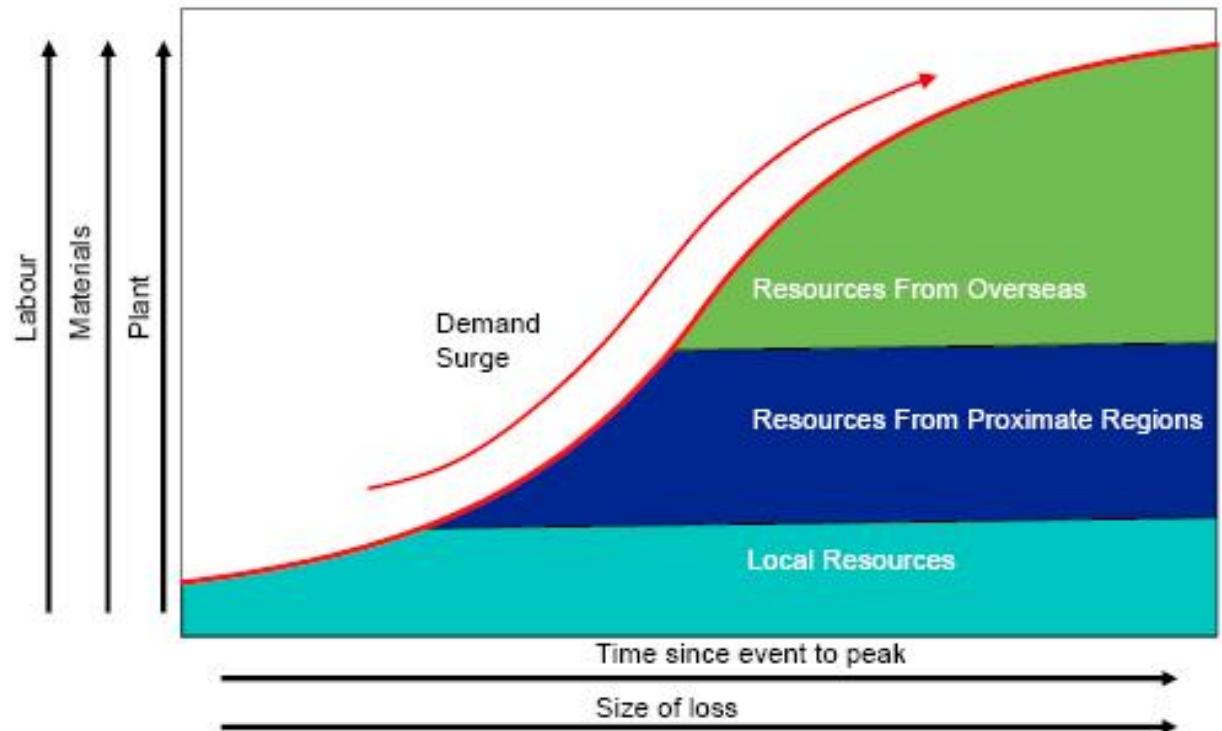 Labour
Materials
Plant
Demand
Surge
Resources From Overseas
Resources From Proximate Regions
Local Resources
Time since event to peak
Size of loss